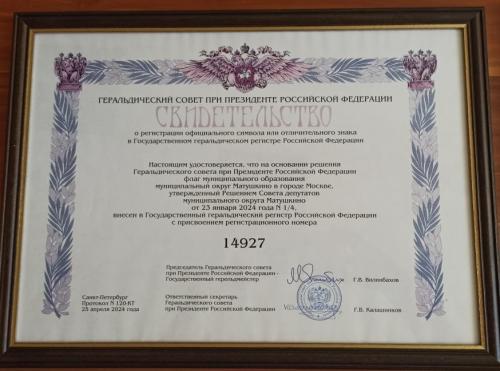 ГЕРАЛЬДИЧЕСКИЙ СОВЕТ ПРИ ПРЕЗИДЕНТЕ РОССИЙСКОЙ ФЕДЕРАЦИИ
СВИДЕТЕЛЬСТВО
о регистрации официального символа или отличительного знака
в Государственном геральдическом регистре Российской Федерации
Настоящим удостоверяется, что на основании решения
Геральдического совета при Президенте Российской Федерации
флаг муниципального образования
муниципальный округ Матушкино в городе Москве,
утвержденный Решением Совета депутатов
муниципального округа Матушкино
от 23 января 2024 года N 1/4,
внесен в Государственный геральдический регистр Российской Федерации
с присвоением регистрационного номера
14927
Председатель Геральдического совета
при Президенте Российской Федерации -
Государственный герольдмейстер
Г.В. Вилинбахов
Санкт-Петербург
Протокол N 120-КГ
25 апреля 2024 года
Ответственный секретарь
Геральдического совета
при Президенте Российской Федерации
Г.В. Калашников